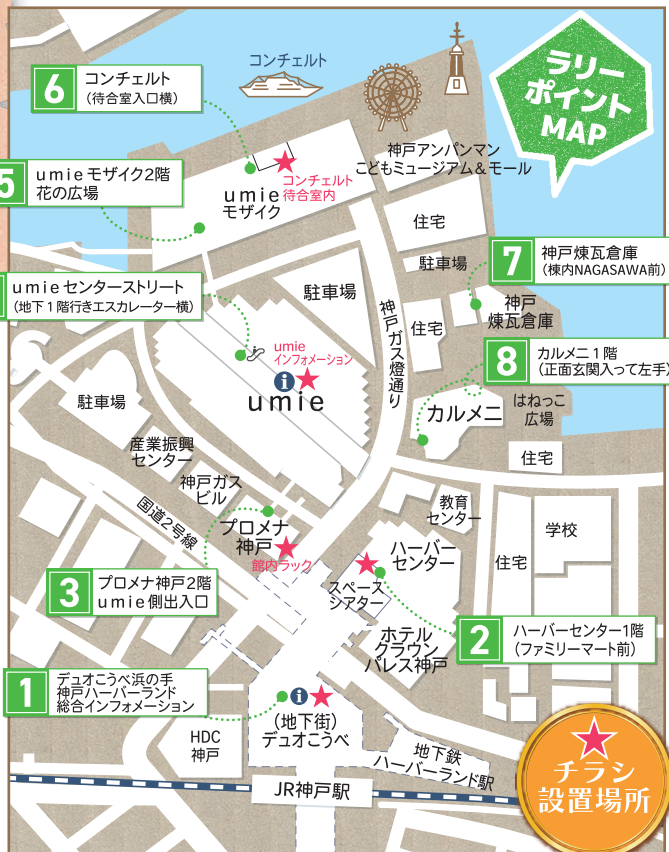 ラリー
ポイント
MAP
コンチェルト
6
コンチェルト
(待合室入口横)
神戸アンパンマン
こどもミュージアム&モール
コンチェルト
待合室内
umie
モザイク
5
umieモザイク2階
花の広場
住宅
駐車場
7
神戸煉瓦倉庫
(棟内NAGASAWA前)
神戸
煉瓦倉庫
umieセンターストリート
(地下1階行きエスカレーター横)
駐車場
神戸ガス燈通り
住宅
umie
インフォメーション
i
umie
8
カルメニ1階
(正面玄関入って左手)
カルメニ
はねっこ
広場
駐車場
産業振興
センター
神戸ガス
ビル
国道2号線
住宅
プロメナ
神戸
館内ラック
教育
センター
学校
住宅
ハーバー
センター
スペース
シアター
3
プロメナ神戸2階
umie側出入口
2
ハーバーセンター1階
(ファミリーマート前)
ホテル
クラウン
パレス神戸
1
デュオこうべ浜の手
神戸ハーバーランド
総合インフォメーション
i
(地下街)
デュオこうべ
HDC
神戸
地下鉄
ハーバーランド駅
JR神戸駅
チラシ
設置場所